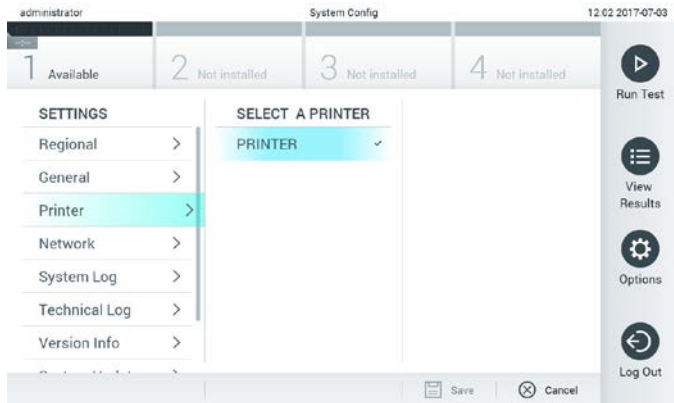 administrator System Config 12:02 2017-07-03
1 Available 2 Not installed 3 Not installed 4 Not installed
Run Test
SETTINGS SELECT A PRINTER
Regional PRINTER
General
View
Results
Printer
Network
System Log
Options
Technical Log
Version Info
Log Out
Save Cancel